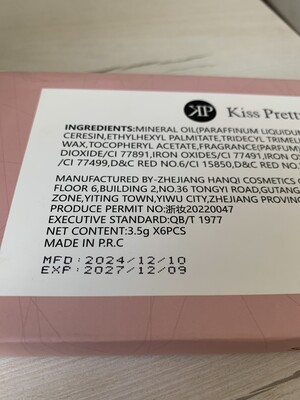 KP
Kiss Pretty
INGREDIENTS:MINERAL OIL(PARAFFINUM LIQUIDUM
CERESIN,ETHYLHEXYL PALMITATE,TRIDECYL TRIMELL
WAX,TOCOPHERYL ACETATE,FRAGRANCE(PARFUM)
DIOXIDE/CI 77891,IRON OXIDES/CI 77491,IRON
/CI 77499,D&C RED NO.6/CI 15850,D&C RED NO.
MANUFACTURED BY-ZHEJIANG HANQI COSMETICS
FLOOR 6,BUILDING 2,NO.36 TONGYI ROAD,GUTANG
ZONE,YITING TOWN,YIWU CITY,ZHEJIANG PROVIN
PRODUCE PERMIT NO:浙妆20220047
EXECUTIVE STANDARD:QB/T 1977
NET CONTENT:3.5g X6PCS
MADE IN P.R.C
MFD:2024/12/10
EXP:2027/12/09